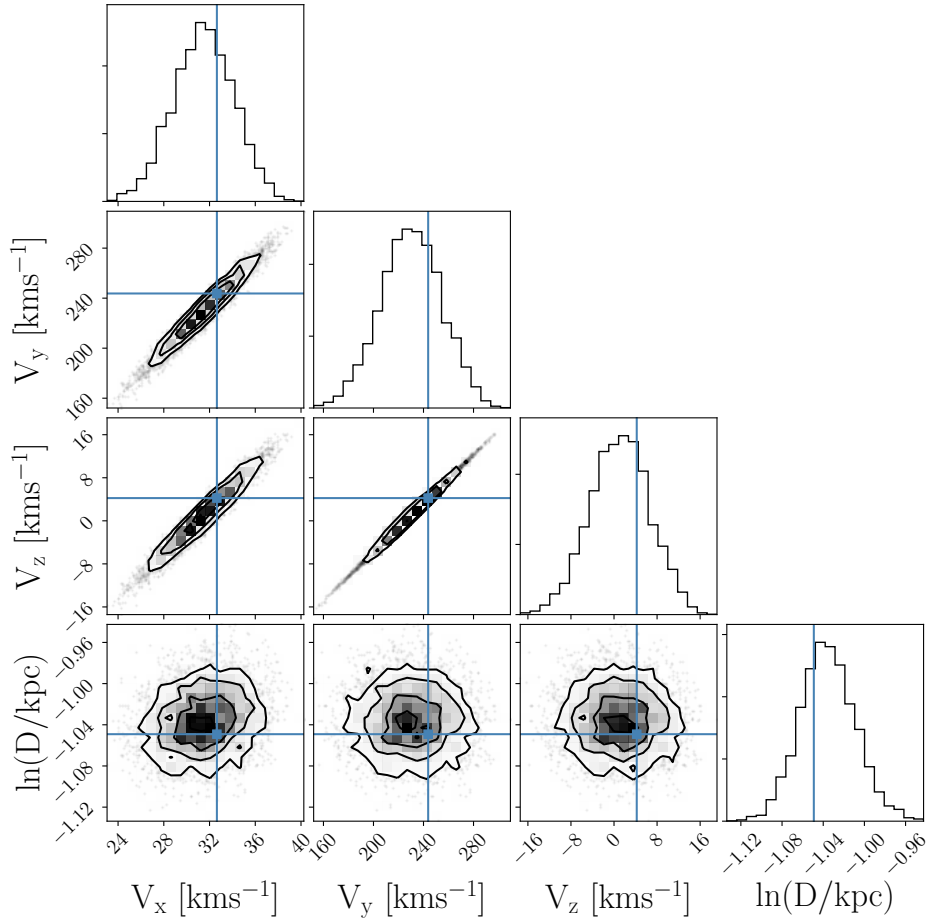 280
240
200
160
V_y [kms⁻¹]
16
8
0
−8
−16
V_z [kms⁻¹]
−0.96
−1.00
−1.04
−1.08
−1.12
ln(D/kpc)
24 28 32 36 40
160 200 240 280
−16 −8 0 8 16
−1.12 −1.08 −1.04 −1.00 −0.96
V_x [kms⁻¹] V_y [kms⁻¹] V_z [kms⁻¹] ln(D/kpc)